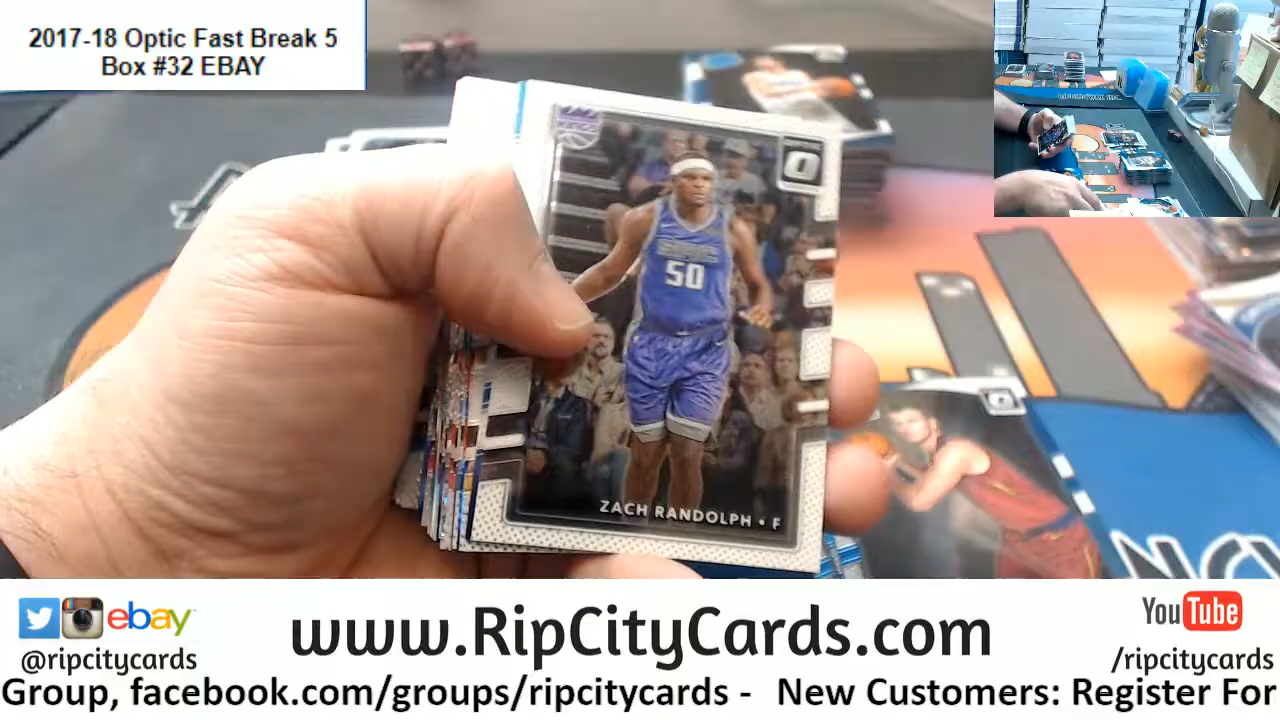 2017-18 Optic Fast Break 5
Box #32 EBAY
50
ZACH RANDOLPH • F
ebay
@ripcitycards
www.RipCityCards.com
YouTube
/ripcitycards
Group, facebook.com/groups/ripcitycards - New Customers: Register For